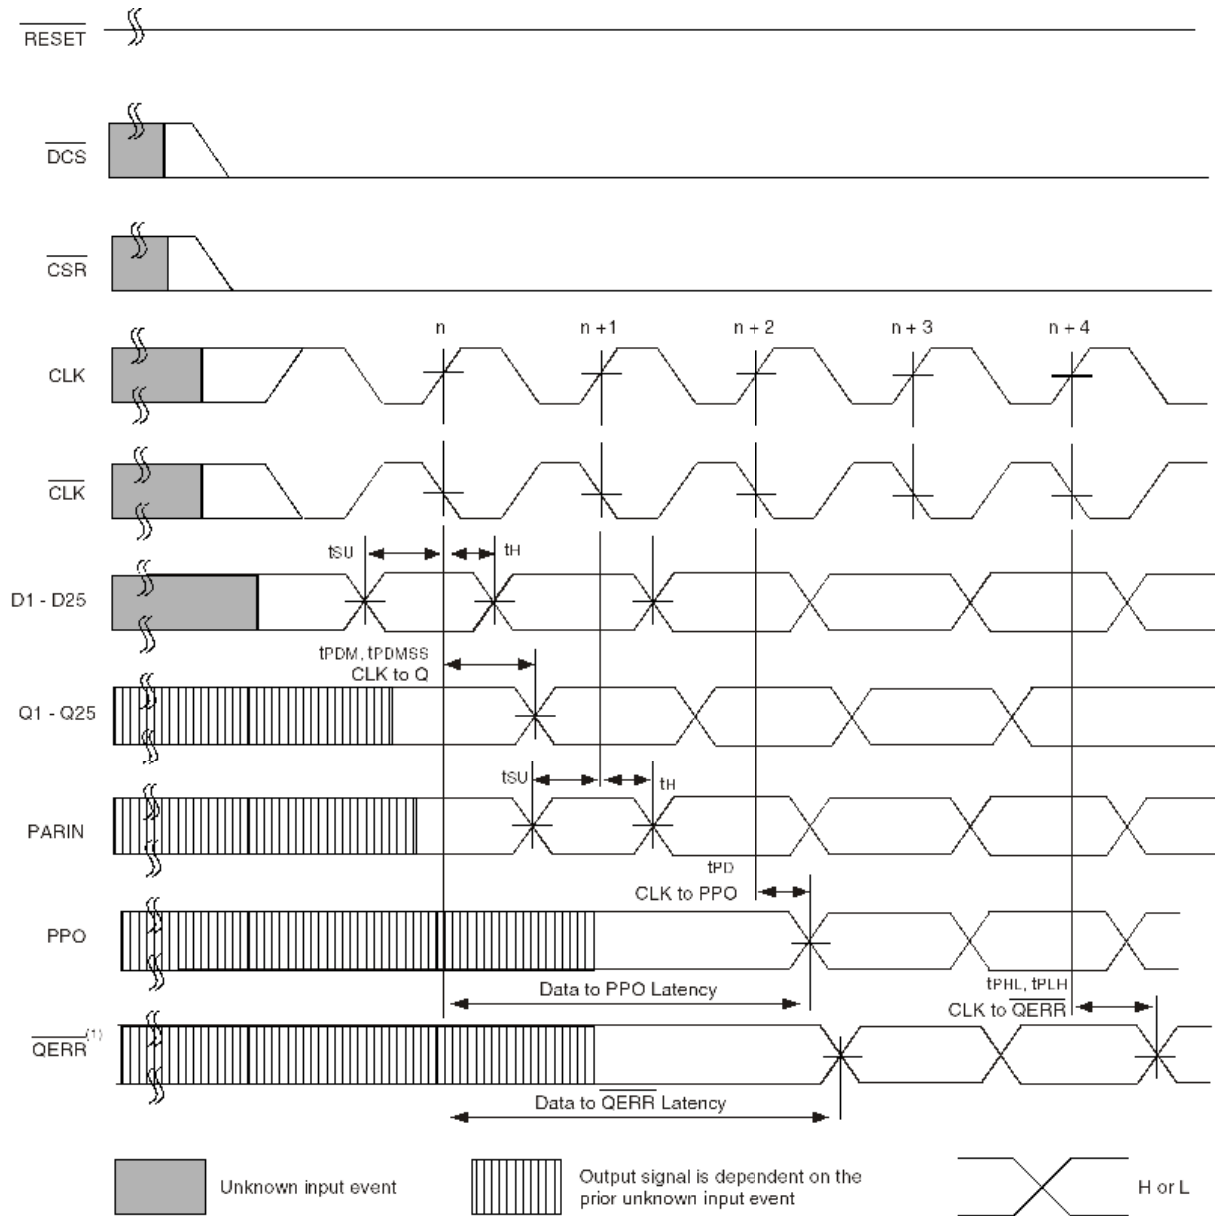 RESET
DCS
CSR
n n + 1 n + 2 n + 3 n + 4
CLK
CLK
tSU tH
D1 - D25
tPDM, tPDMSS
CLK to Q
Q1 - Q25
tSU tH
PARIN
tPD
CLK to PPO
PPO
tPHL, tPLH
Data to PPO Latency
CLK to QERR
QERR(1)
Data to QERR Latency
Unknown input event
Output signal is dependent on the
prior unknown input event
H or L